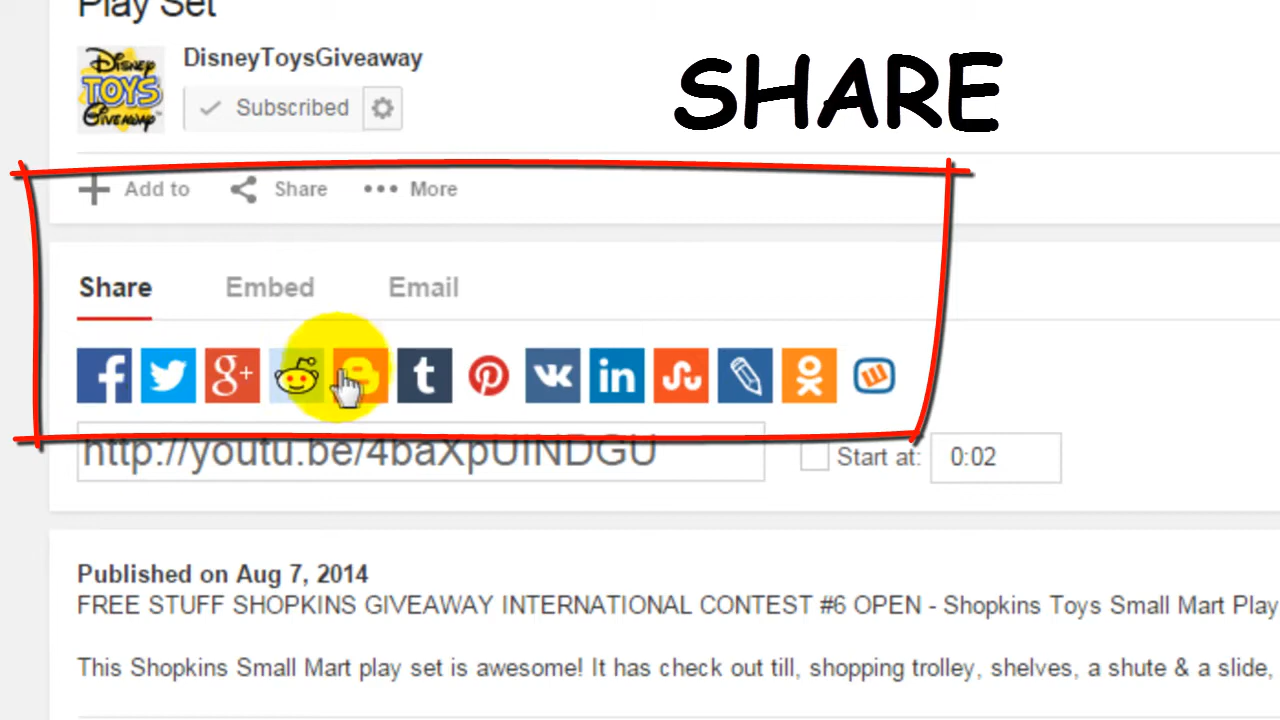 Play Set
Disney
TOYS
Giveaway
DisneyToysGiveaway
Subscribed
SHARE
Add to Share More
Share Embed Email
f g+ t VK in
http://youtu.be/4baXpUINDGU
Start at: 0:02
Published on Aug 7, 2014
FREE STUFF SHOPKINS GIVEAWAY INTERNATIONAL CONTEST #6 OPEN - Shopkins Toys Small Mart Play
This Shopkins Small Mart play set is awesome! It has check out till, shopping trolley, shelves, a shute & a slide,